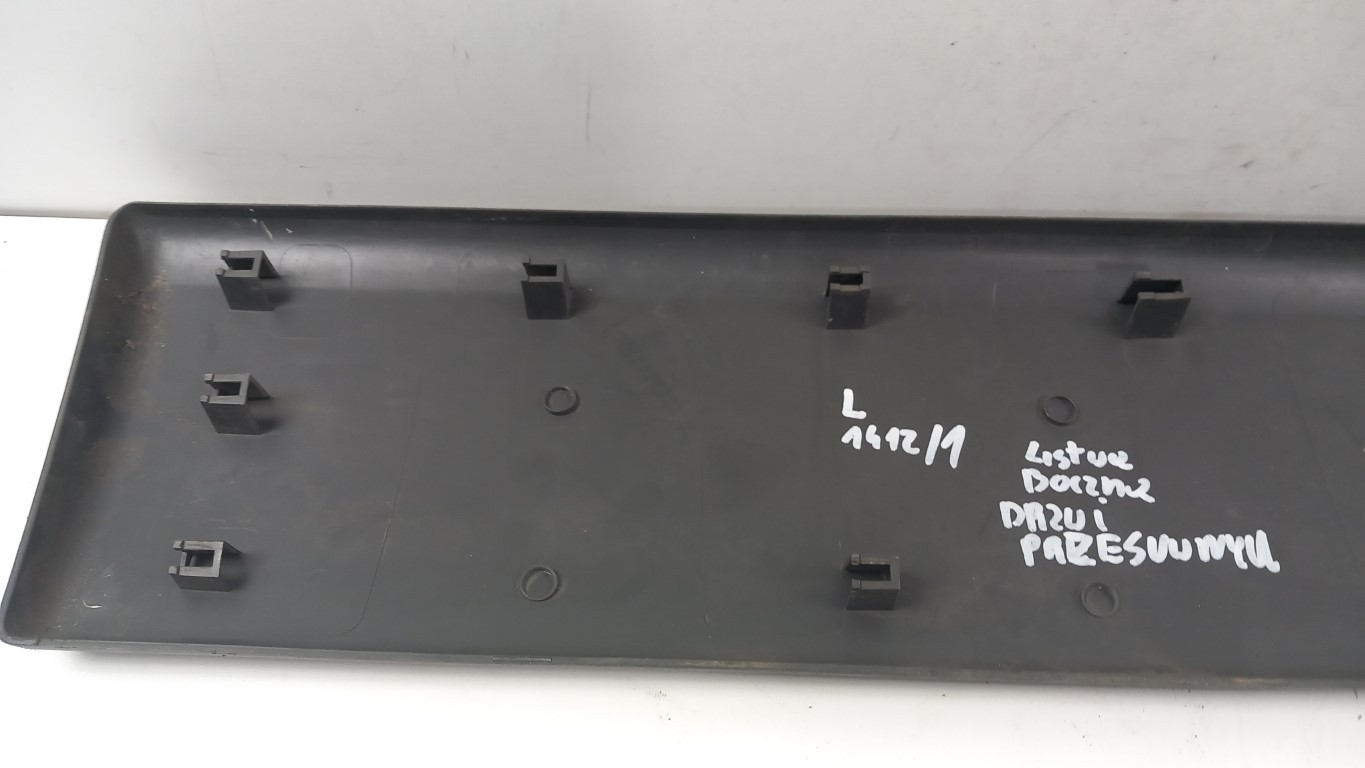 L
1412/1
Listwa
Boczna
DRZWI
PRZESUWNYCH